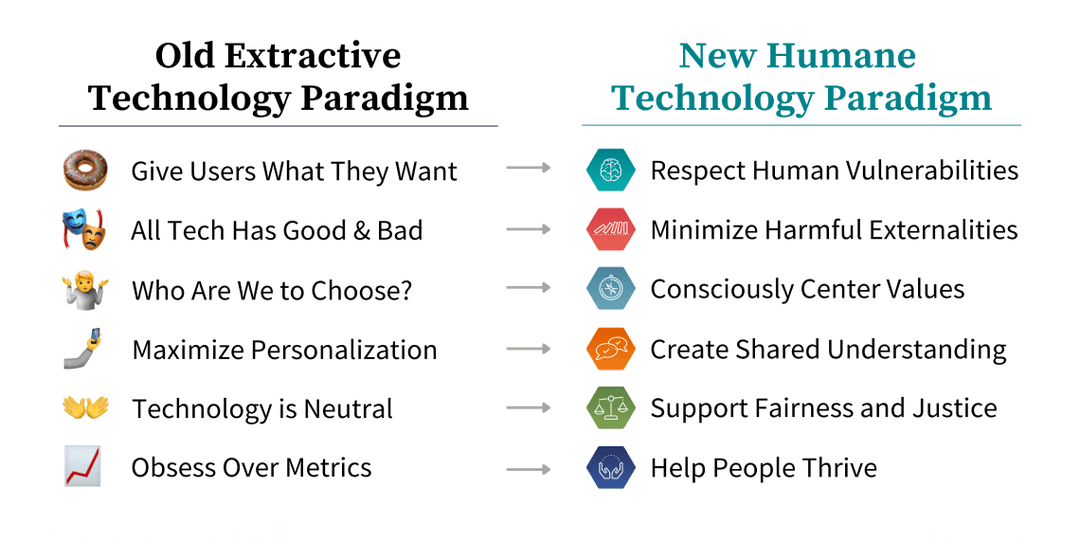 Old Extractive
Technology Paradigm
New Humane
Technology Paradigm
Give Users What They Want
Respect Human Vulnerabilities
All Tech Has Good & Bad
Minimize Harmful Externalities
Who Are We to Choose?
Consciously Center Values
Maximize Personalization
Create Shared Understanding
Technology is Neutral
Support Fairness and Justice
Obsess Over Metrics
Help People Thrive